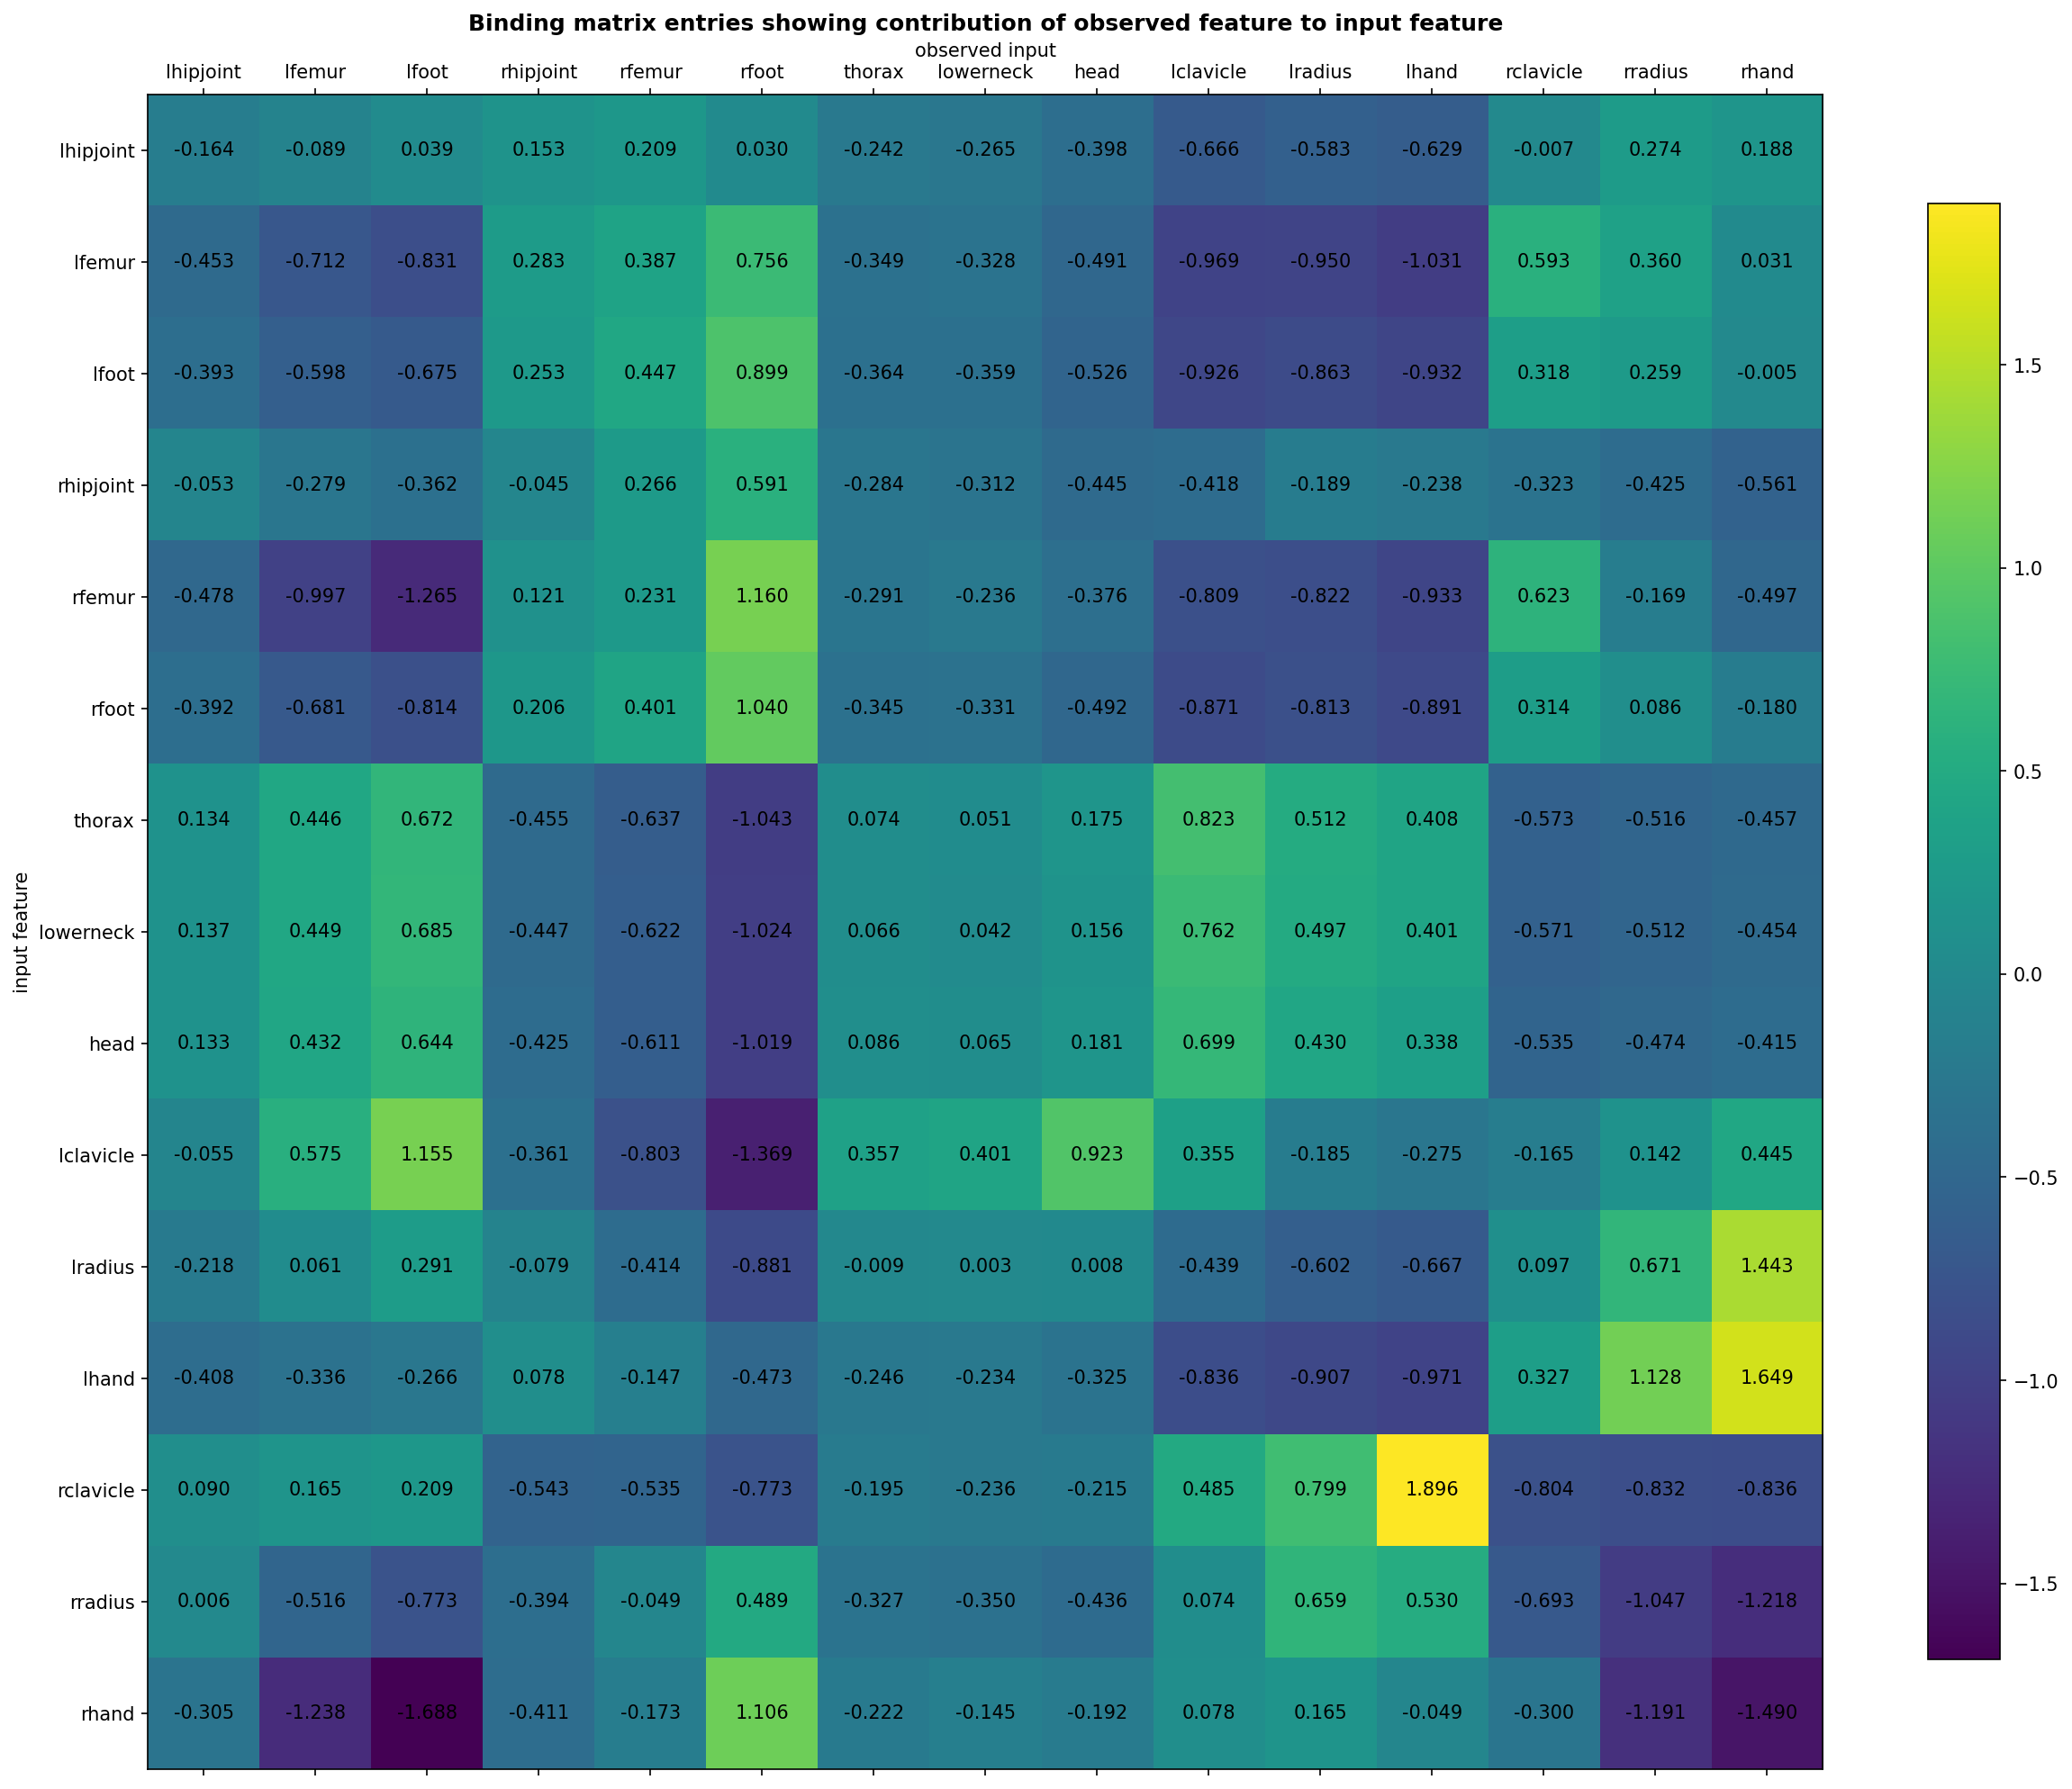 Binding matrix entries showing contribution of observed feature to input feature
observed input
lhipjoint lfemur lfoot rhipjoint rfemur rfoot thorax lowerneck head lclavicle lradius lhand rclavicle rradius rhand
lhipjoint -0.164 -0.089 0.039 0.153 0.209 0.030 -0.242 -0.265 -0.398 -0.666 -0.583 -0.629 -0.007 0.274 0.188
lfemur -0.453 -0.712 -0.831 0.283 0.387 0.756 -0.349 -0.328 -0.491 -0.969 -0.950 -1.031 0.593 0.360 0.031
lfoot -0.393 -0.598 -0.675 0.253 0.447 0.899 -0.364 -0.359 -0.526 -0.926 -0.863 -0.932 0.318 0.259 -0.005
rhipjoint -0.053 -0.279 -0.362 -0.045 0.266 0.591 -0.284 -0.312 -0.445 -0.418 -0.189 -0.238 -0.323 -0.425 -0.561
rfemur -0.478 -0.997 -1.265 0.121 0.231 1.160 -0.291 -0.236 -0.376 -0.809 -0.822 -0.933 0.623 -0.169 -0.497
rfoot -0.392 -0.681 -0.814 0.206 0.401 1.040 -0.345 -0.331 -0.492 -0.871 -0.813 -0.891 0.314 0.086 -0.180
thorax 0.134 0.446 0.672 -0.455 -0.637 -1.043 0.074 0.051 0.175 0.823 0.512 0.408 -0.573 -0.516 -0.457
lowerneck 0.137 0.449 0.685 -0.447 -0.622 -1.024 0.066 0.042 0.156 0.762 0.497 0.401 -0.571 -0.512 -0.454
head 0.133 0.432 0.644 -0.425 -0.611 -1.019 0.086 0.065 0.181 0.699 0.430 0.338 -0.535 -0.474 -0.415
lclavicle -0.055 0.575 1.155 -0.361 -0.803 -1.369 0.357 0.401 0.923 0.355 -0.185 -0.275 -0.165 0.142 0.445
lradius -0.218 0.061 0.291 -0.079 -0.414 -0.881 -0.009 0.003 0.008 -0.439 -0.602 -0.667 0.097 0.671 1.443
lhand -0.408 -0.336 -0.266 0.078 -0.147 -0.473 -0.246 -0.234 -0.325 -0.836 -0.907 -0.971 0.327 1.128 1.649
rclavicle 0.090 0.165 0.209 -0.543 -0.535 -0.773 -0.195 -0.236 -0.215 0.485 0.799 1.896 -0.804 -0.832 -0.836
rradius 0.006 -0.516 -0.773 -0.394 -0.049 0.489 -0.327 -0.350 -0.436 0.074 0.659 0.530 -0.693 -1.047 -1.218
rhand -0.305 -1.238 -1.688 -0.411 -0.173 1.106 -0.222 -0.145 -0.192 0.078 0.165 -0.049 -0.300 -1.191 -1.490
input feature
1.5
1.0
0.5
0.0
−0.5
−1.0
−1.5